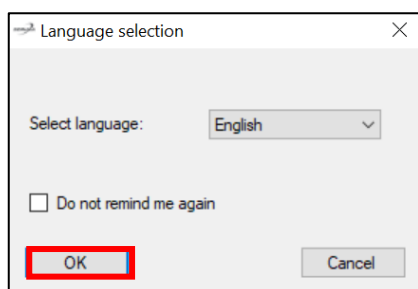 Language selection
Select language: English
Do not remind me again
OK Cancel